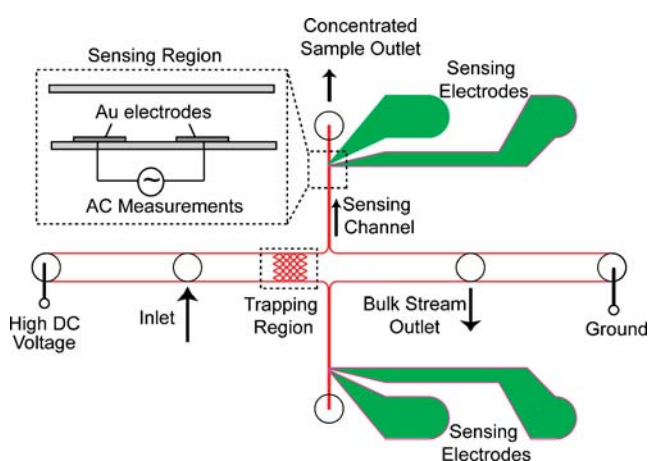 Concentrated
Sample Outlet
Sensing Region
Sensing
Electrodes
Au electrodes
~
AC Measurements
Sensing
Channel
High DC
Voltage
Inlet
Trapping
Region
Bulk Stream
Outlet
Ground
Sensing
Electrodes